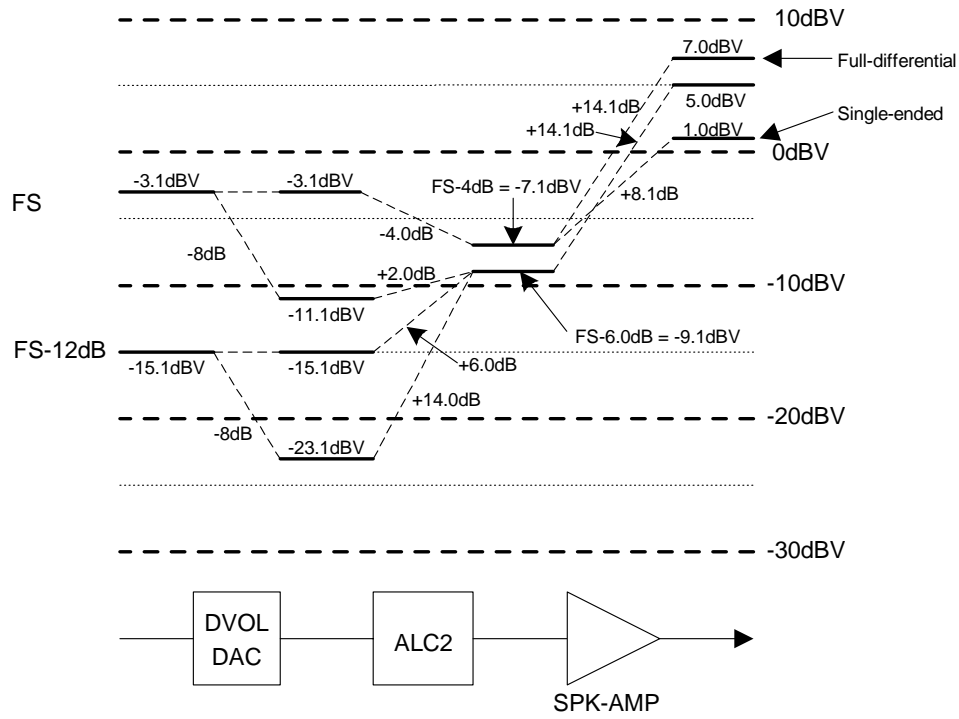 10dBV
7.0dBV
Full-differential
+14.1dB
5.0dBV
+14.1dB
1.0dBV
Single-ended
0dBV
FS
-3.1dBV
-3.1dBV
FS-4dB = -7.1dBV
+8.1dB
-4.0dB
-8dB
+2.0dB
-10dBV
-11.1dBV
FS-6.0dB = -9.1dBV
FS-12dB
-15.1dBV
-15.1dBV
+6.0dB
+14.0dB
-20dBV
-8dB
-23.1dBV
-30dBV
DVOL
DAC
ALC2
SPK-AMP